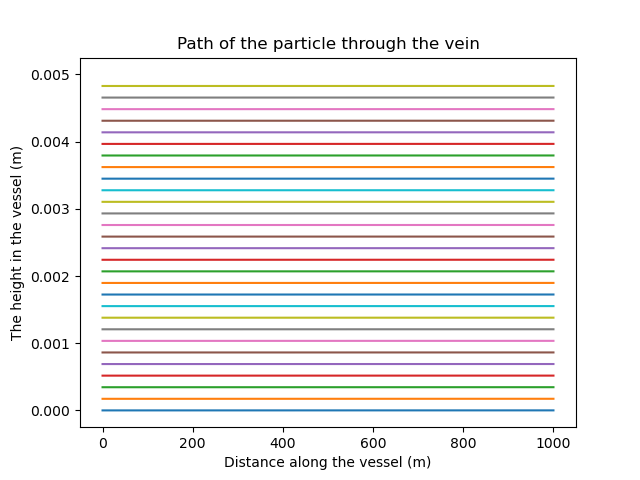 Path of the particle through the vein
0.005
0.004
0.003
0.002
0.001
0.000
The height in the vessel (m)
0 200 400 600 800 1000
Distance along the vessel (m)